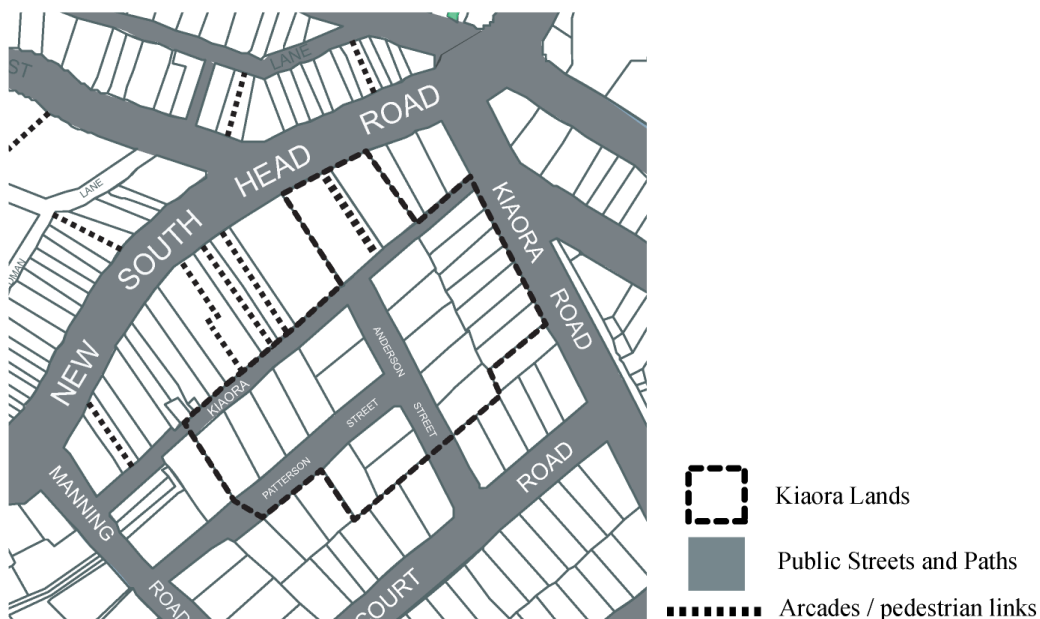 ST
LANE
NEW SOUTH HEAD ROAD
LANE
KIAORA ROAD
KIAORA
ANDERSON STREET
PATTERSON STREET
MANNING ROAD
COURT ROAD
Kiaora Lands
Public Streets and Paths
Arcades / pedestrian links